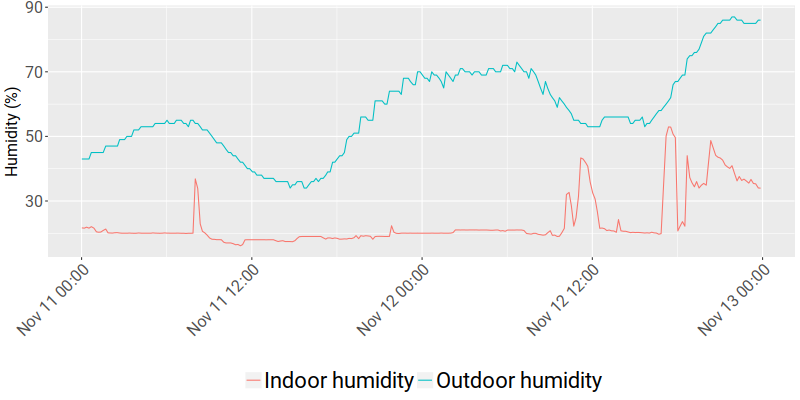 90
70
50
30
Humidity (%)
Nov 11 00:00
Nov 11 12:00
Nov 12 00:00
Nov 12 12:00
Nov 13 00:00
Indoor humidity Outdoor humidity